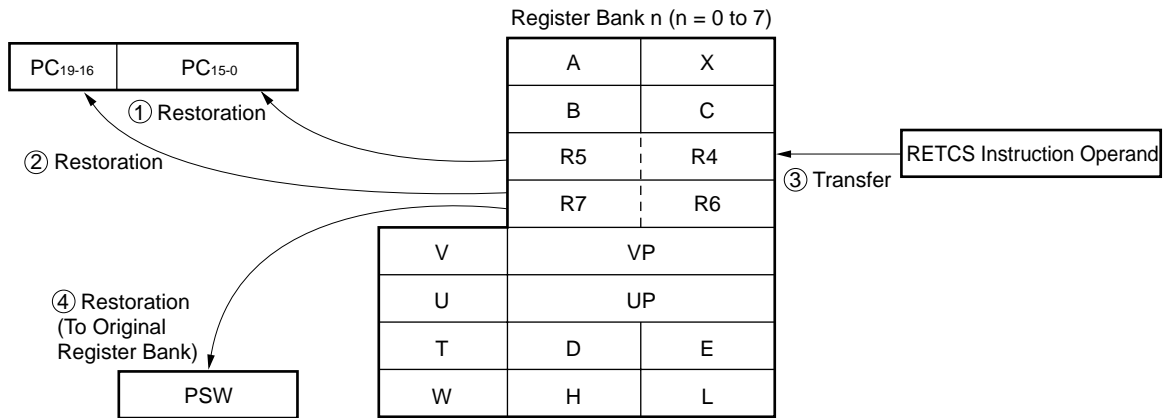 Register Bank n (n = 0 to 7)
PC19-16 PC15-0
A X
① Restoration
B C
② Restoration
R5 R4
RETCS Instruction Operand
③ Transfer
R7 R6
V VP
④ Restoration
(To Original
Register Bank)
U UP
T D E
PSW
W H L